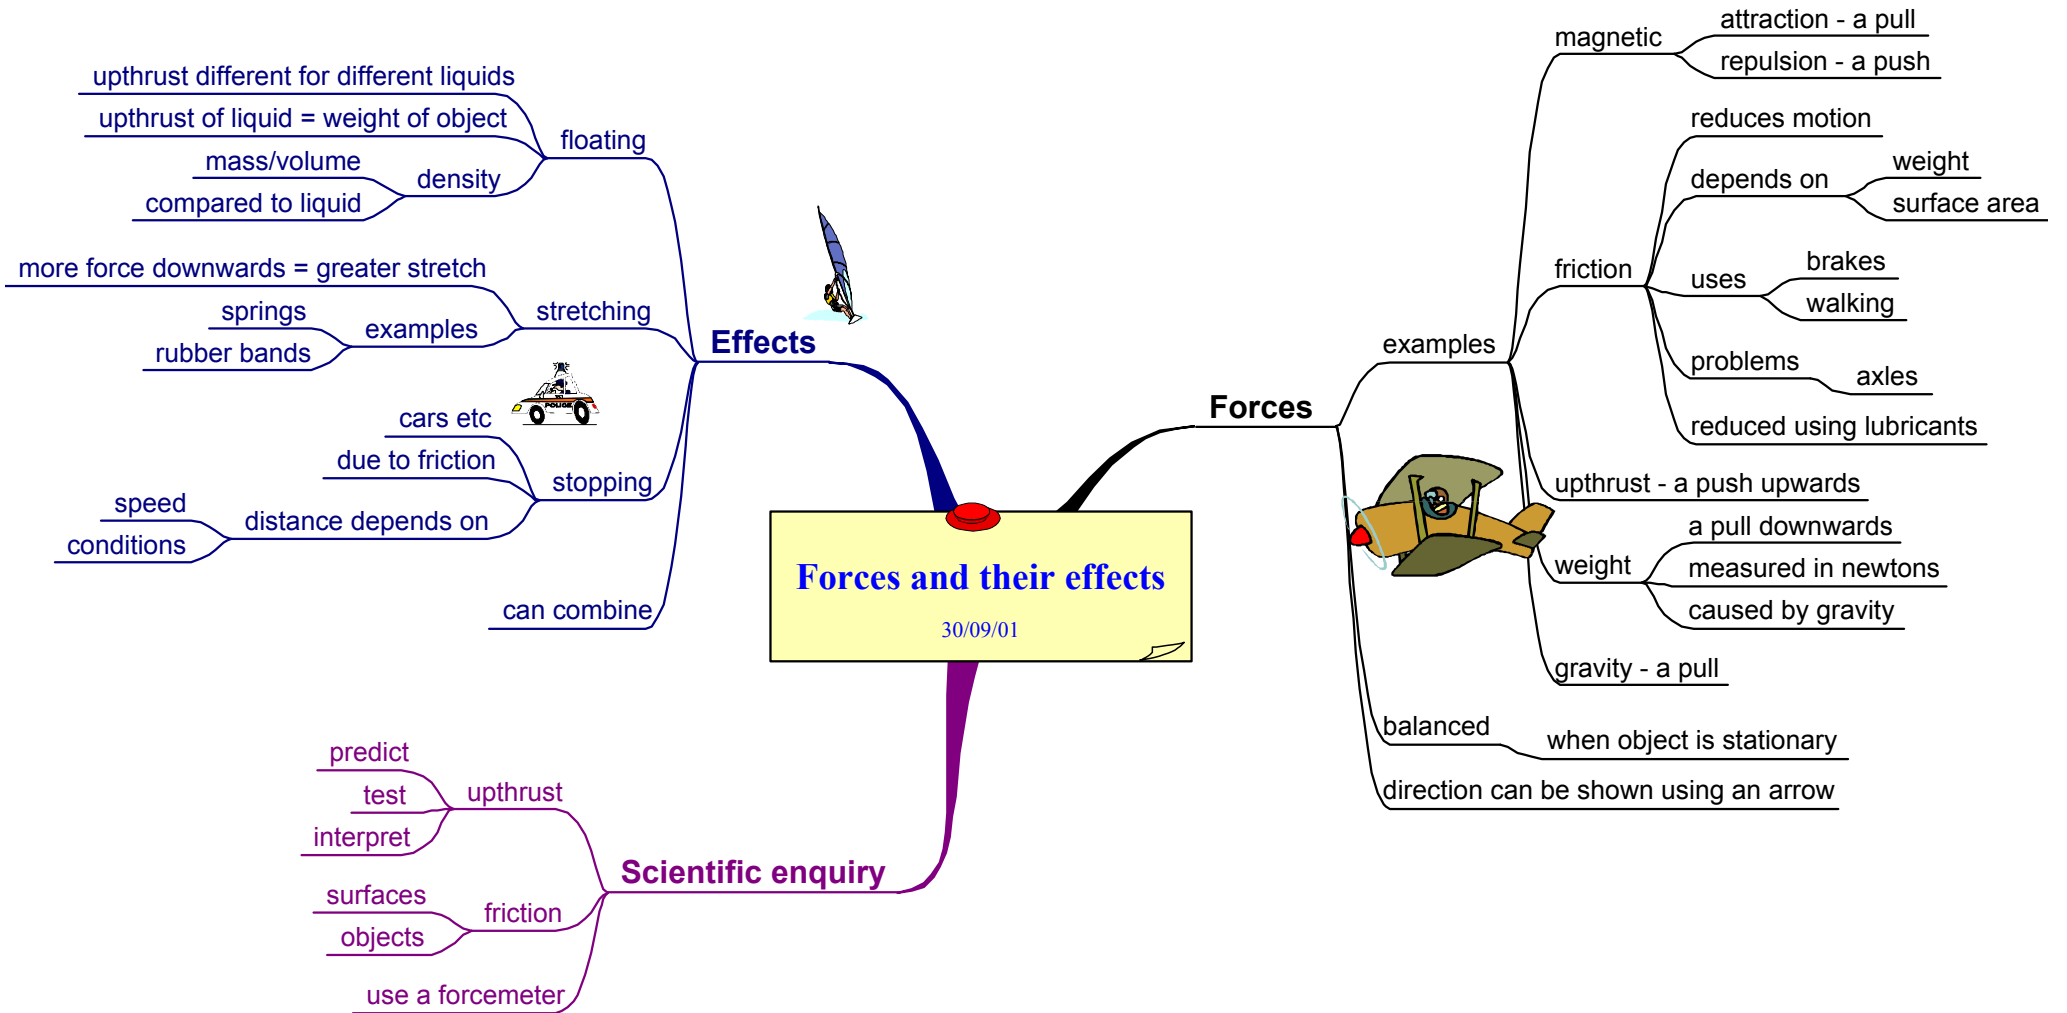 Forces and their effects
30/09/01
Forces
examples
magnetic
attraction - a pull
repulsion - a push
friction
reduces motion
depends on
weight
surface area
uses
brakes
walking
problems
axles
reduced using lubricants
upthrust - a push upwards
weight
a pull downwards
measured in newtons
caused by gravity
gravity - a pull
balanced
when object is stationary
direction can be shown using an arrow
Effects
floating
upthrust different for different liquids
upthrust of liquid = weight of object
density
mass/volume
compared to liquid
stretching
more force downwards = greater stretch
examples
springs
rubber bands
stopping
cars etc
due to friction
distance depends on
speed
conditions
can combine
POLICE
Scientific enquiry
upthrust
predict
test
interpret
friction
surfaces
objects
use a forcemeter